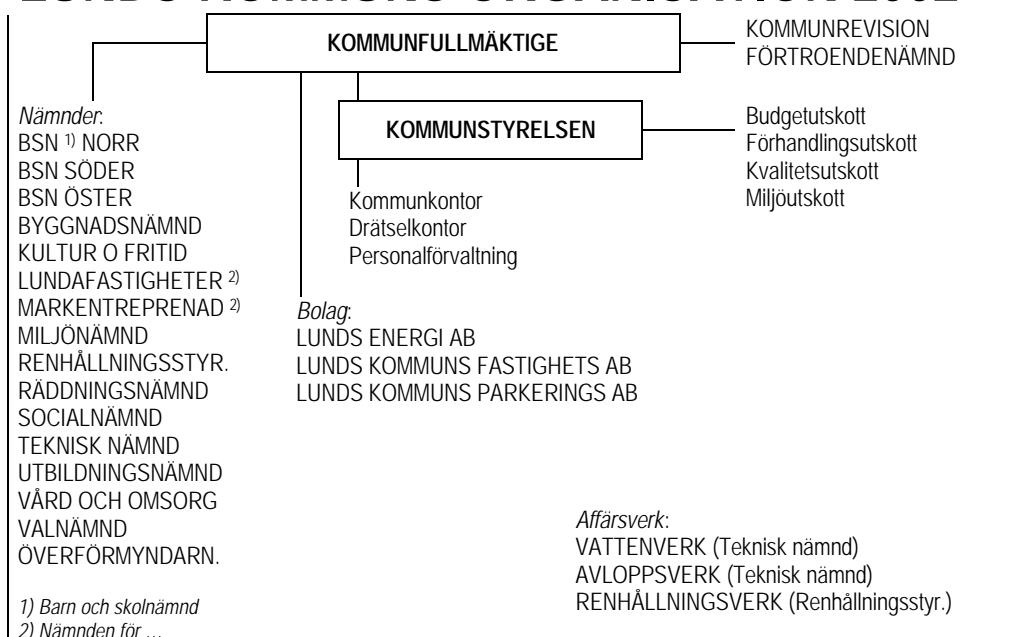 KOMMUNFULLMÄKTIGE
KOMMUNREVISION
FÖRTROENDENÄMND
KOMMUNSTYRELSEN
Budgetutskott
Förhandlingsutskott
Kvalitetsutskott
Miljöutskott
Kommunkontor
Drätselkontor
Personalförvaltning
Nämnder:
BSN 1) NORR
BSN SÖDER
BSN ÖSTER
BYGGNADSNÄMND
KULTUR O FRITID
LUNDAFASTIGHETER 2)
MARKENTREPRENAD 2)
MILJÖNÄMND
RENHÅLLNINGSSTYR.
RÄDDNINGSNÄMND
SOCIALNÄMND
TEKNISK NÄMND
UTBILDNINGSNÄMND
VÅRD OCH OMSORG
VALNÄMND
ÖVERFÖRMYNDARN.
Bolag:
LUNDS ENERGI AB
LUNDS KOMMUNS FASTIGHETS AB
LUNDS KOMMUNS PARKERINGS AB
Affärsverk:
VATTENVERK (Teknisk nämnd)
AVLOPPSVERK (Teknisk nämnd)
RENHÅLLNINGSVERK (Renhållningsstyr.)
1) Barn och skolnämnd
2) Nämnden för ...